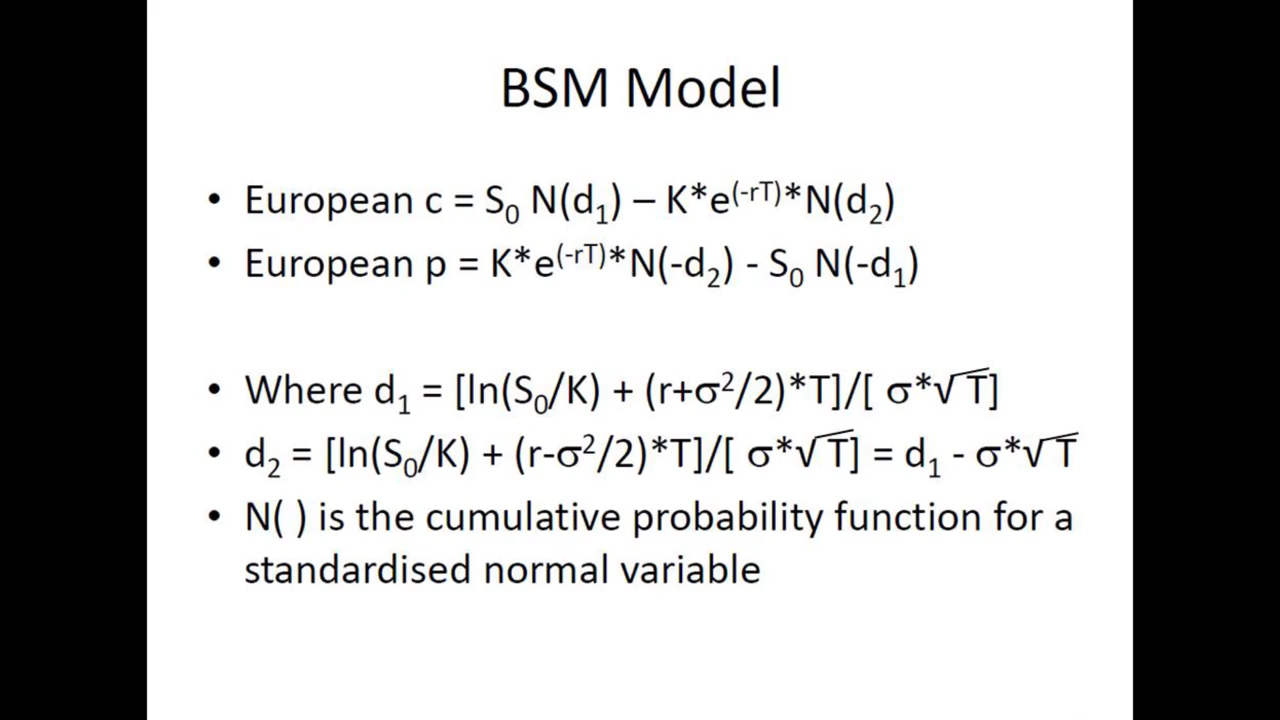 BSM Model
• European c = S₀ N(d₁) – K*e⁽⁻ʳᵀ⁾*N(d₂)
• European p = K*e⁽⁻ʳᵀ⁾*N(-d₂) - S₀ N(-d₁)
• Where d₁ = [ln(S₀/K) + (r+σ²/2)*T]/[ σ*√T]
• d₂ = [ln(S₀/K) + (r-σ²/2)*T]/[ σ*√T] = d₁ - σ*√T
• N( ) is the cumulative probability function for a
standardised normal variable